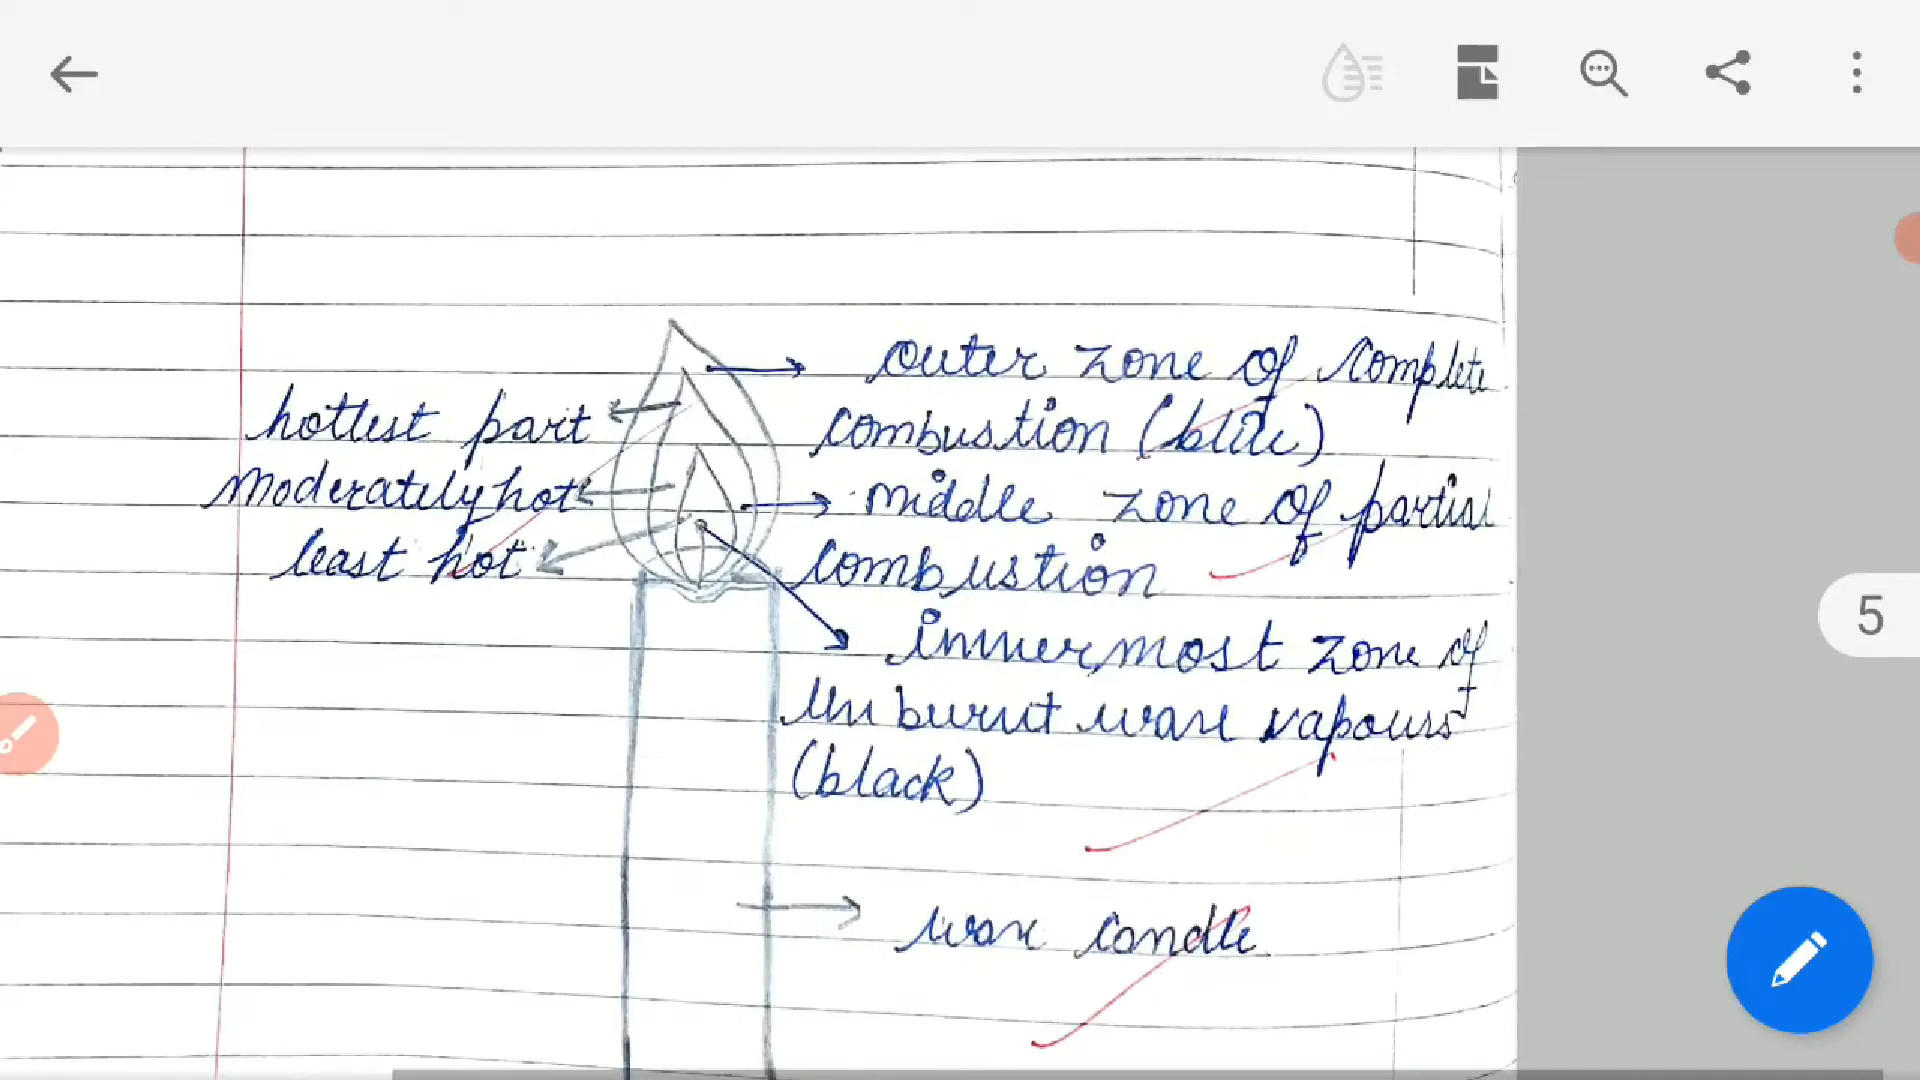 outer zone of complete
hottest part
combustion (blue)
moderately hot
middle zone of partial
least hot
combustion
innermost zone of
unburnt wax vapours
(black)
5
wax candle